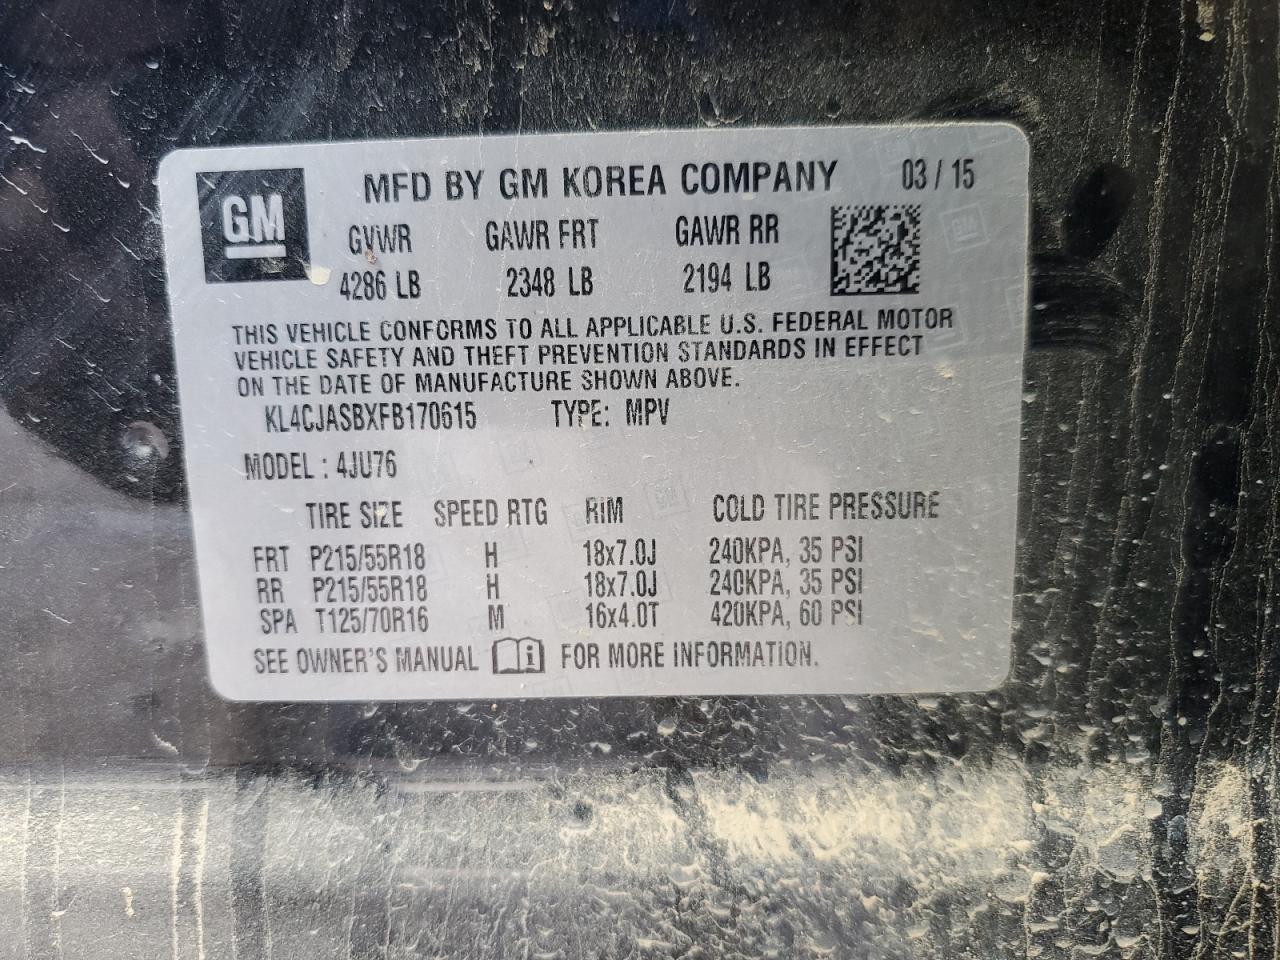 GM
MFD BY GM KOREA COMPANY 03 / 15
GVWR GAWR FRT GAWR RR
4286 LB 2348 LB 2194 LB
THIS VEHICLE CONFORMS TO ALL APPLICABLE U.S. FEDERAL MOTOR
VEHICLE SAFETY AND THEFT PREVENTION STANDARDS IN EFFECT
ON THE DATE OF MANUFACTURE SHOWN ABOVE.
KL4CJASBXFB170615 TYPE: MPV
MODEL : 4JU76
TIRE SIZE SPEED RTG RIM COLD TIRE PRESSURE
FRT P215/55R18 H 18x7.0J 240KPA, 35 PSI
RR P215/55R18 H 18x7.0J 240KPA, 35 PSI
SPA T125/70R16 M 16x4.0T 420KPA, 60 PSI
SEE OWNER'S MANUAL i FOR MORE INFORMATION.